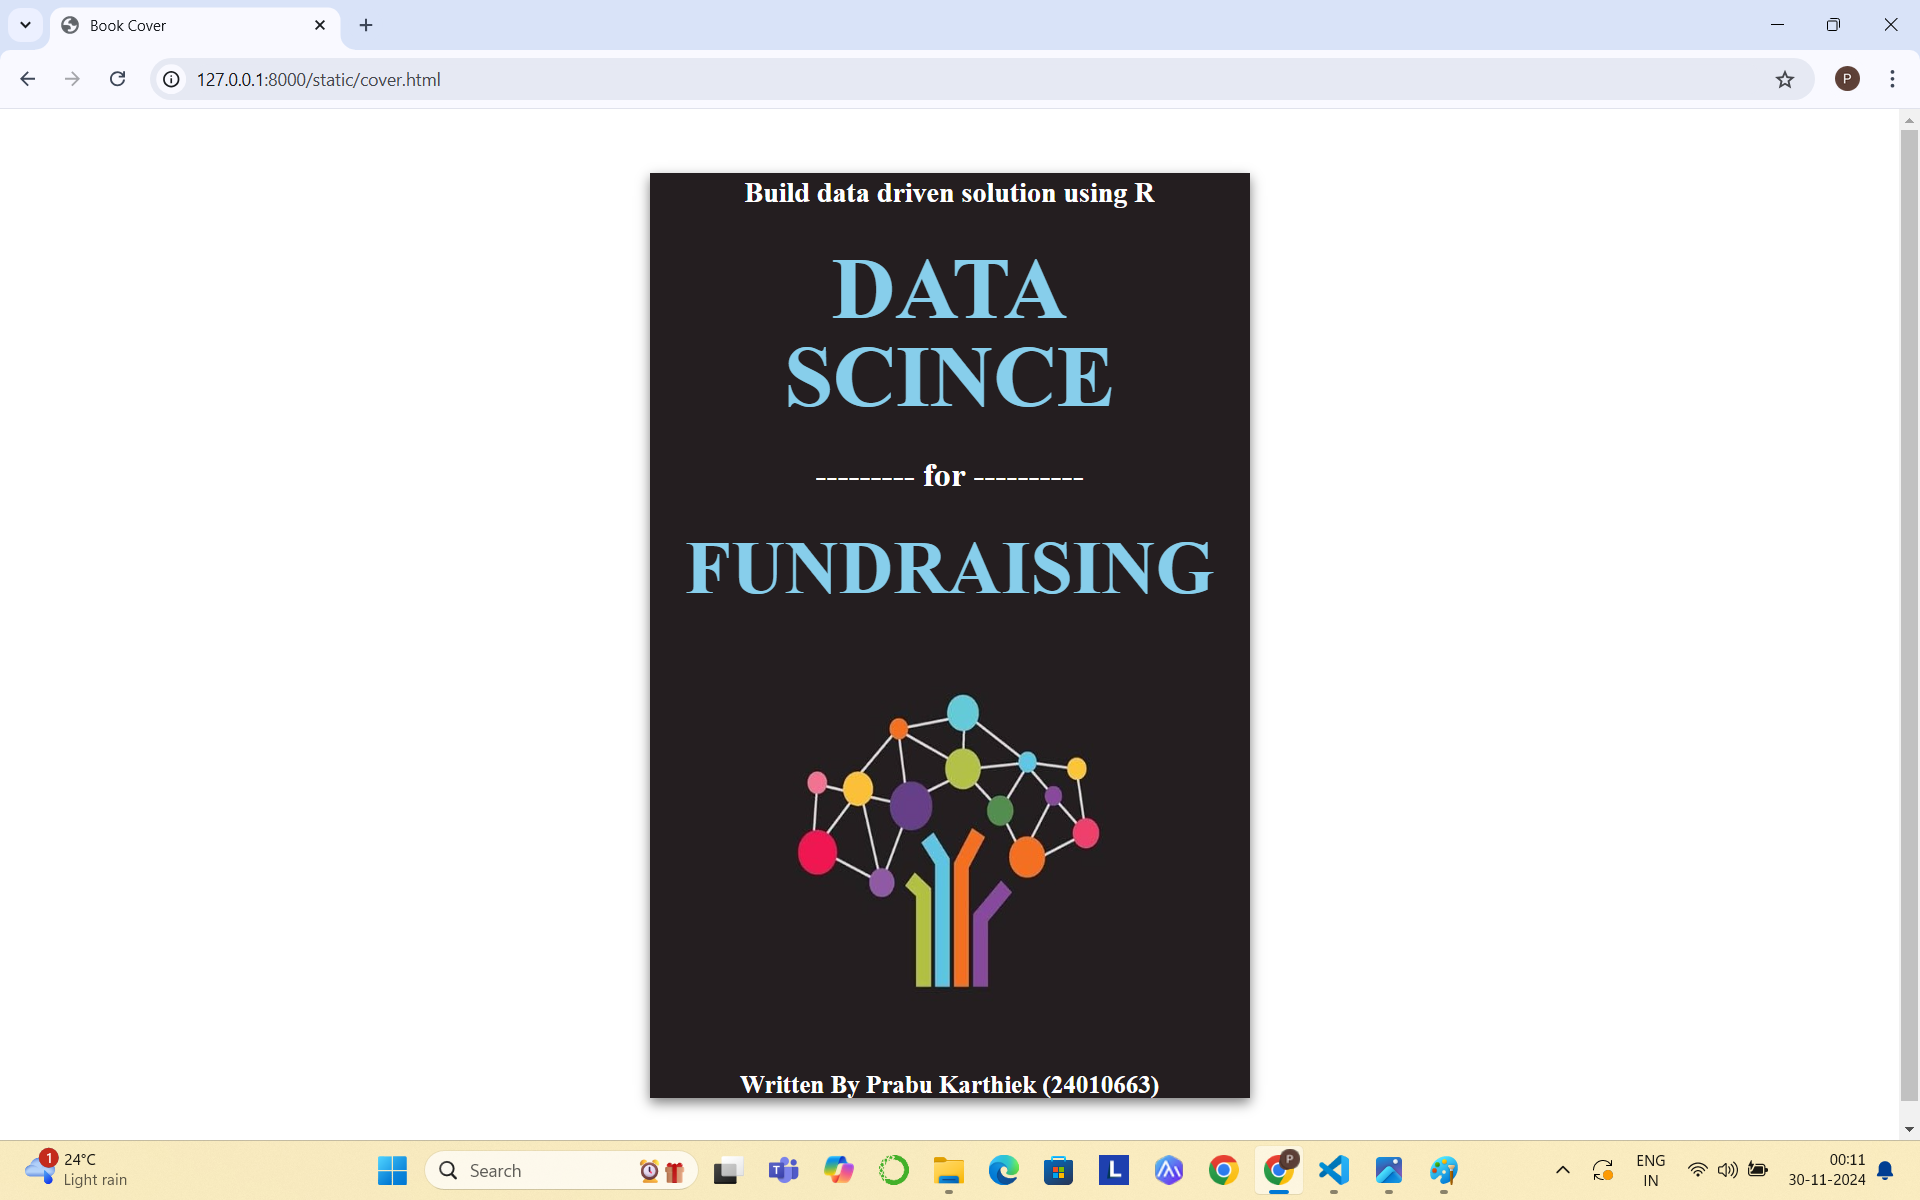 Book Cover
127.0.0.1:8000/static/cover.html
P
Build data driven solution using R
DATA
SCINCE
--------- for ----------
FUNDRAISING
Written By Prabu Karthiek (24010663)
1
24°C
Light rain
Search
L
P
ENG
IN
00:11
30-11-2024